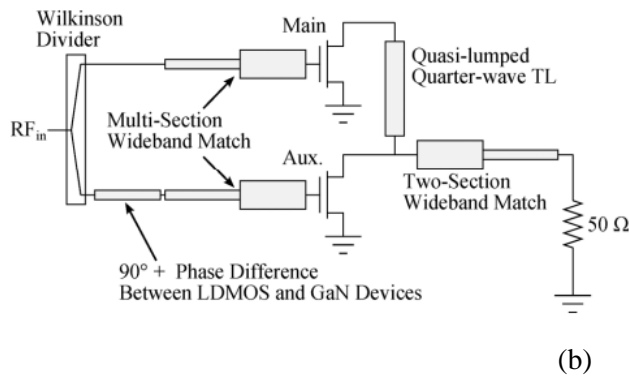 Wilkinson
Divider
Main
Quasi-lumped
Quarter-wave TL
Multi-Section
Wideband Match
RFin
Aux.
Two-Section
Wideband Match
50 Ω
90° + Phase Difference
Between LDMOS and GaN Devices
(b)